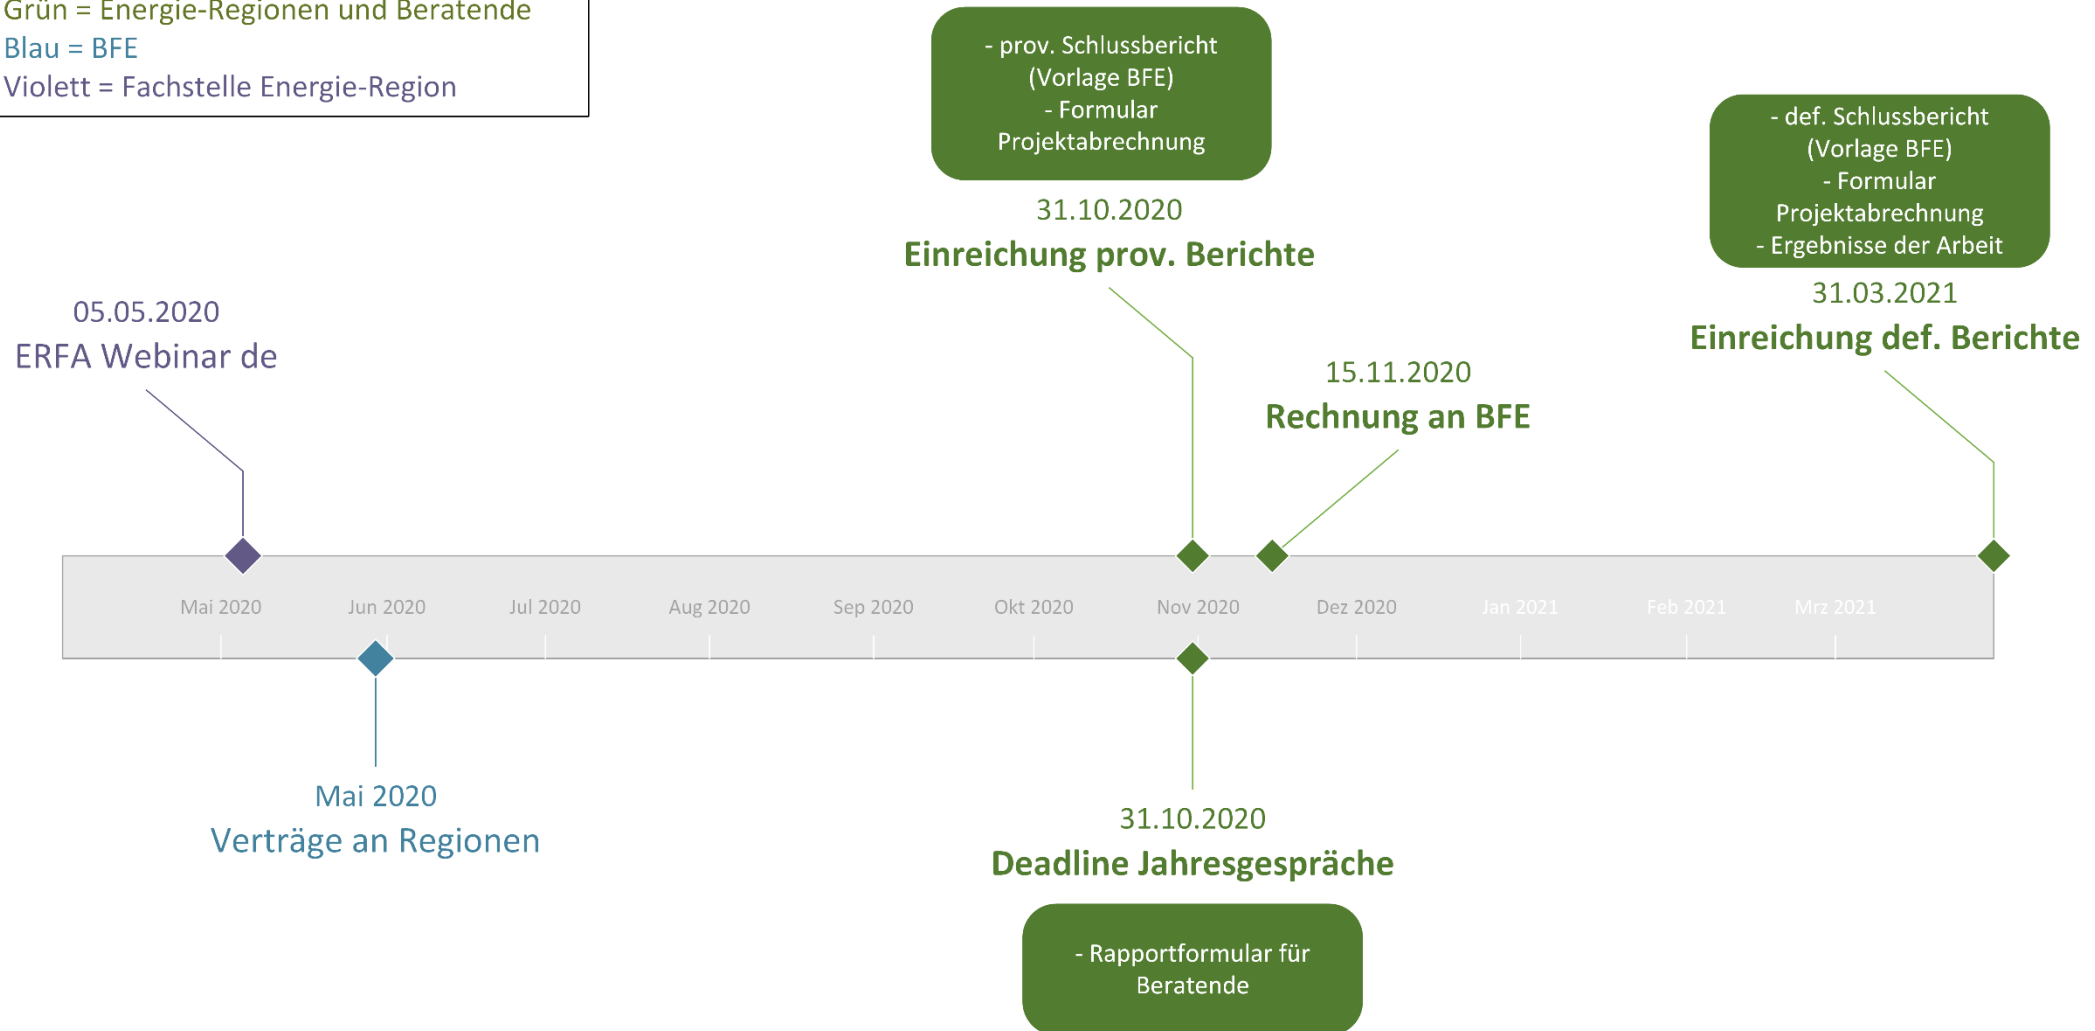 Grün = Energie-Regionen und Beratende
Blau = BFE
Violett = Fachstelle Energie-Region
- prov. Schlussbericht
(Vorlage BFE)
- Formular
Projektabrechnung
31.10.2020
Einreichung prov. Berichte
- def. Schlussbericht
(Vorlage BFE)
- Formular
Projektabrechnung
- Ergebnisse der Arbeit
31.03.2021
Einreichung def. Berichte
05.05.2020
ERFA Webinar de
15.11.2020
Rechnung an BFE
Mai 2020
Jun 2020
Jul 2020
Aug 2020
Sep 2020
Okt 2020
Nov 2020
Dez 2020
Jan 2021
Feb 2021
Mrz 2021
Mai 2020
Verträge an Regionen
31.10.2020
Deadline Jahresgespräche
- Rapportformular für
Beratende